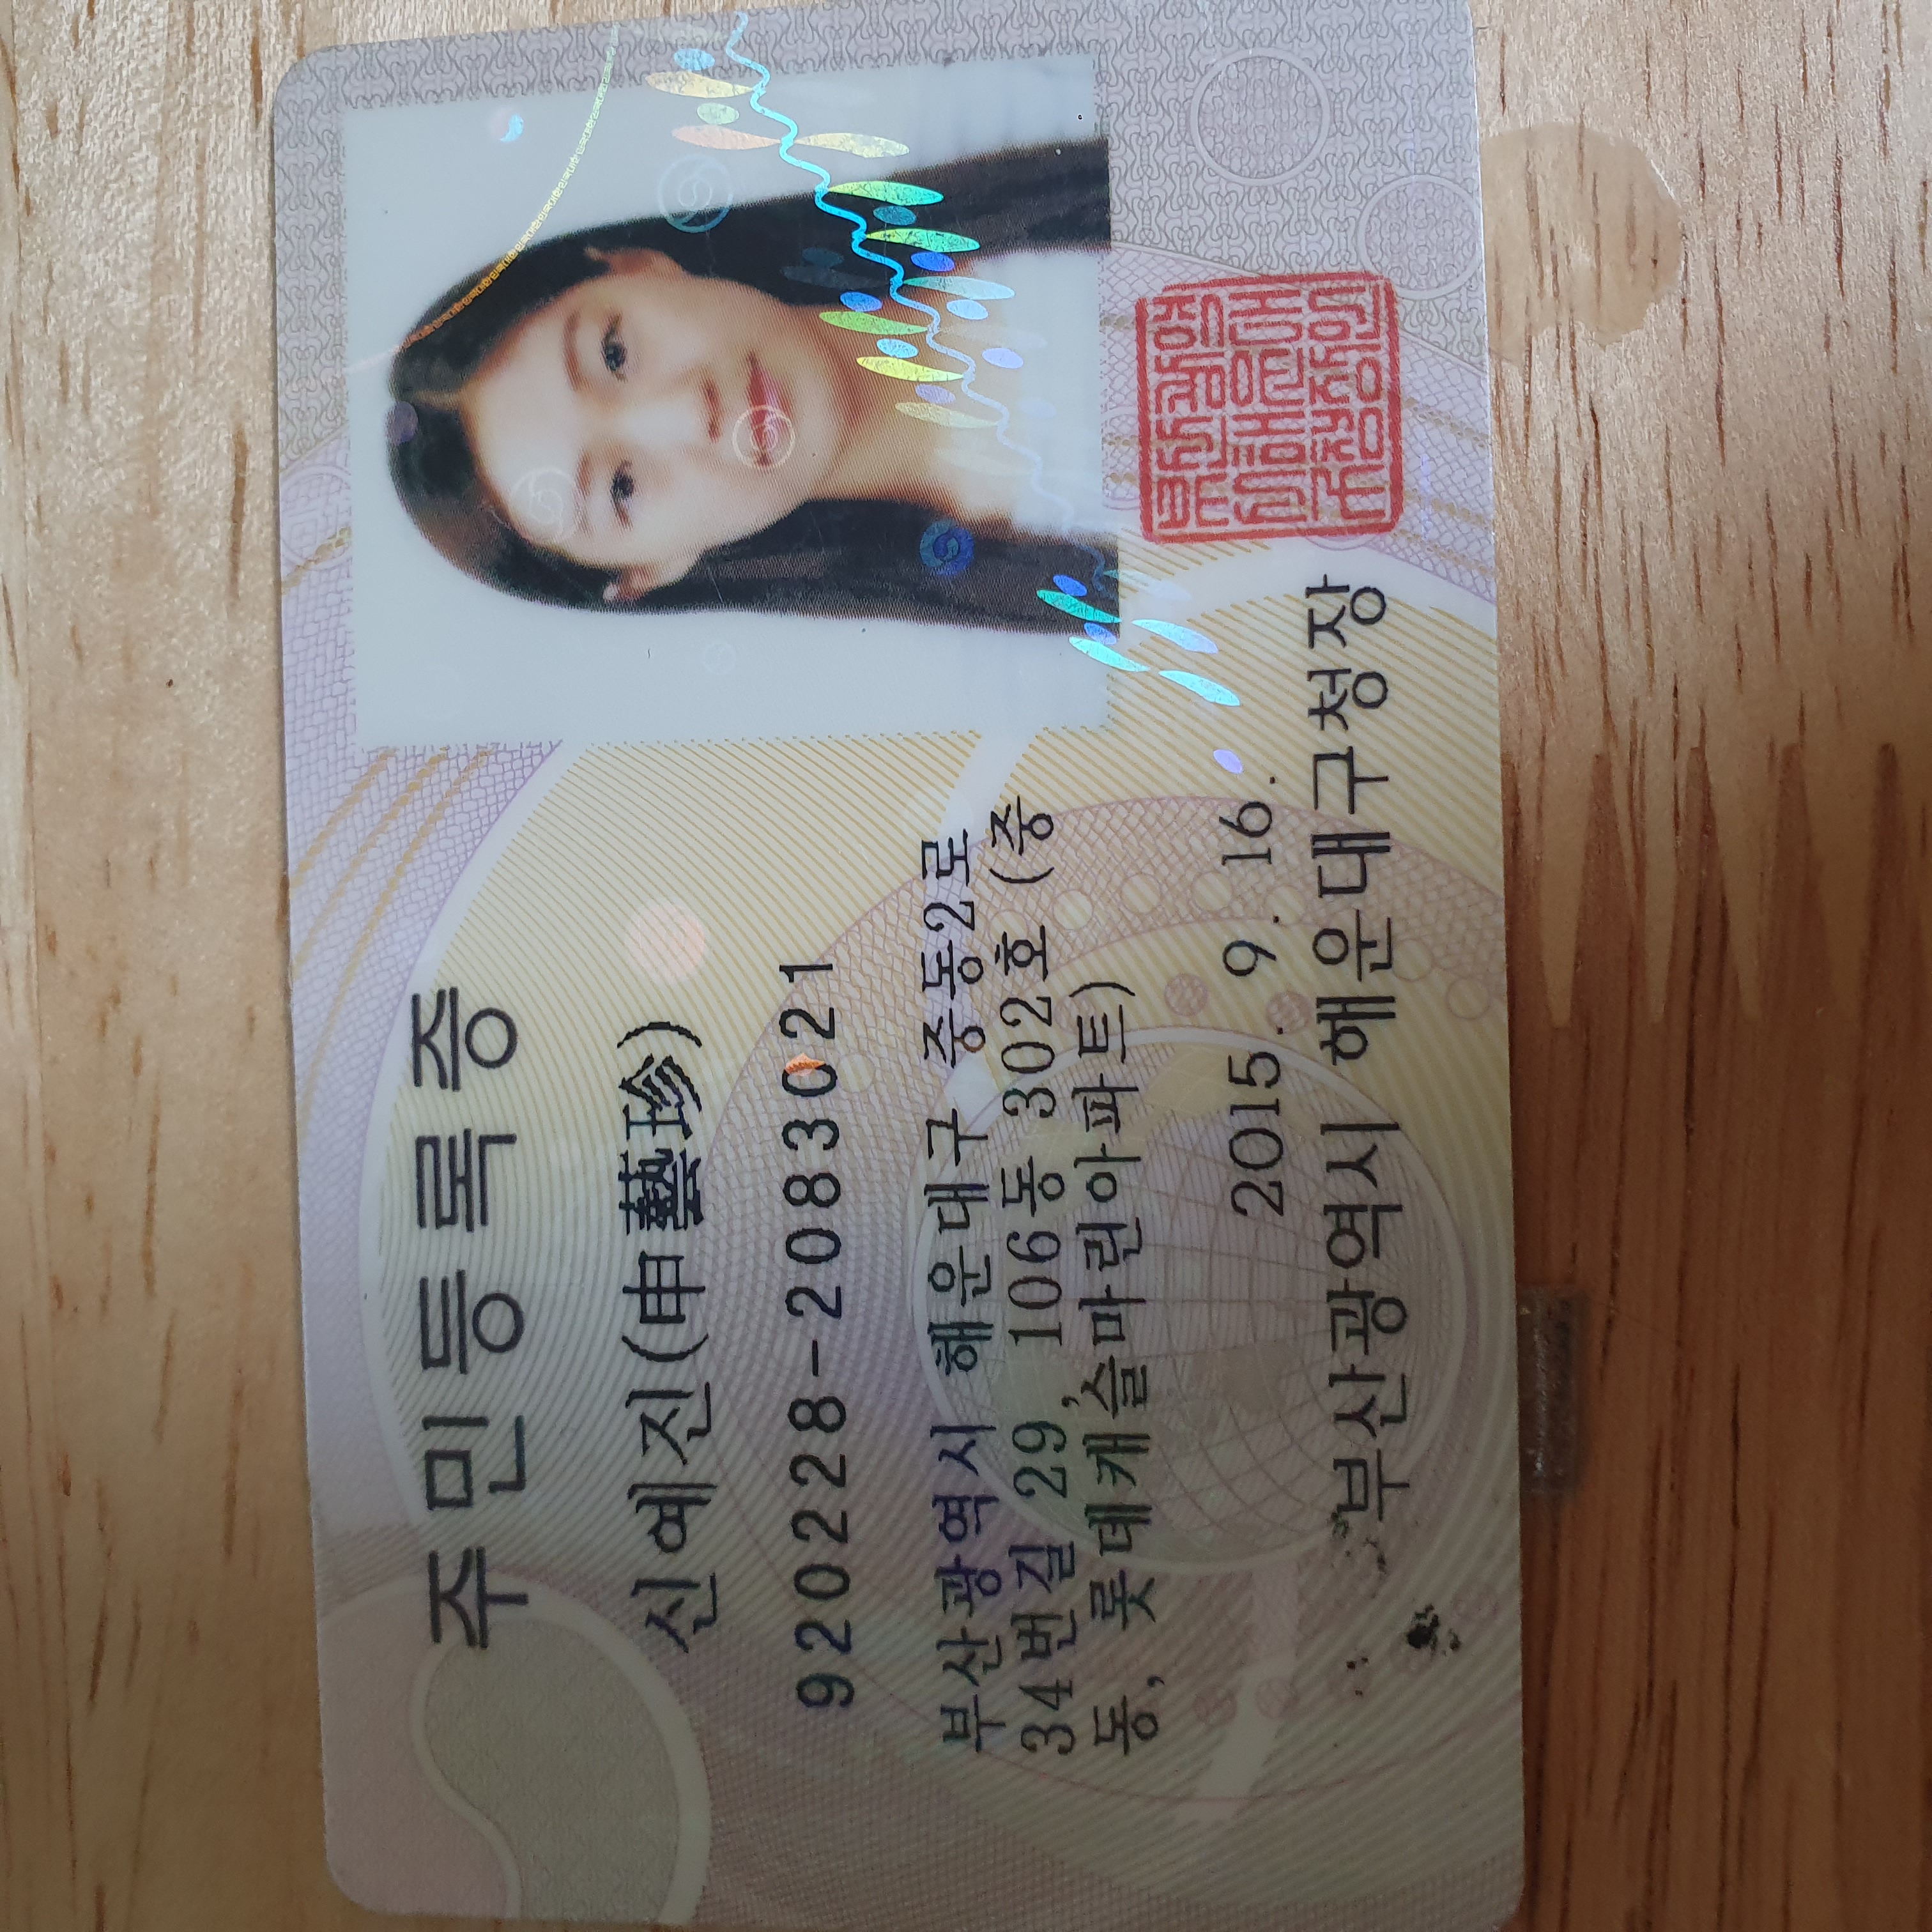 주민등록증
신예진(申藝珍)
920228-2083021
부산광역시 해운대구 중동2로
34번길 29, 106동 302호 (중
동, 롯데캐슬마린아파트)
2015. 9. 16.
부산광역시 해운대구청장